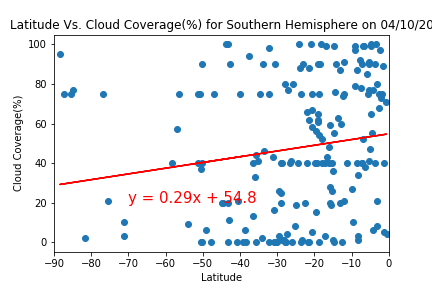 Latitude Vs. Cloud Coverage(%) for Southern Hemisphere on 04/10/20
100
80
60
40
20
0
Cloud Coverage(%)
y = 0.29x + 54.8
−90 −80 −70 −60 −50 −40 −30 −20 −10 0
Latitude